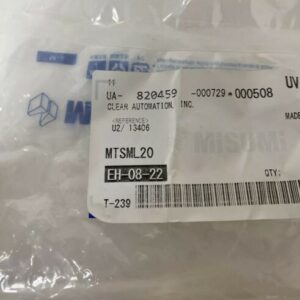 11
UA- 820459 -000729*000508
UV
CLEAR AUTOMATION, INC.
MADE
<REFERENCE>
U2/ 13406
MiSUMi
MTSML20
EH-08-22
QTY:
T-239